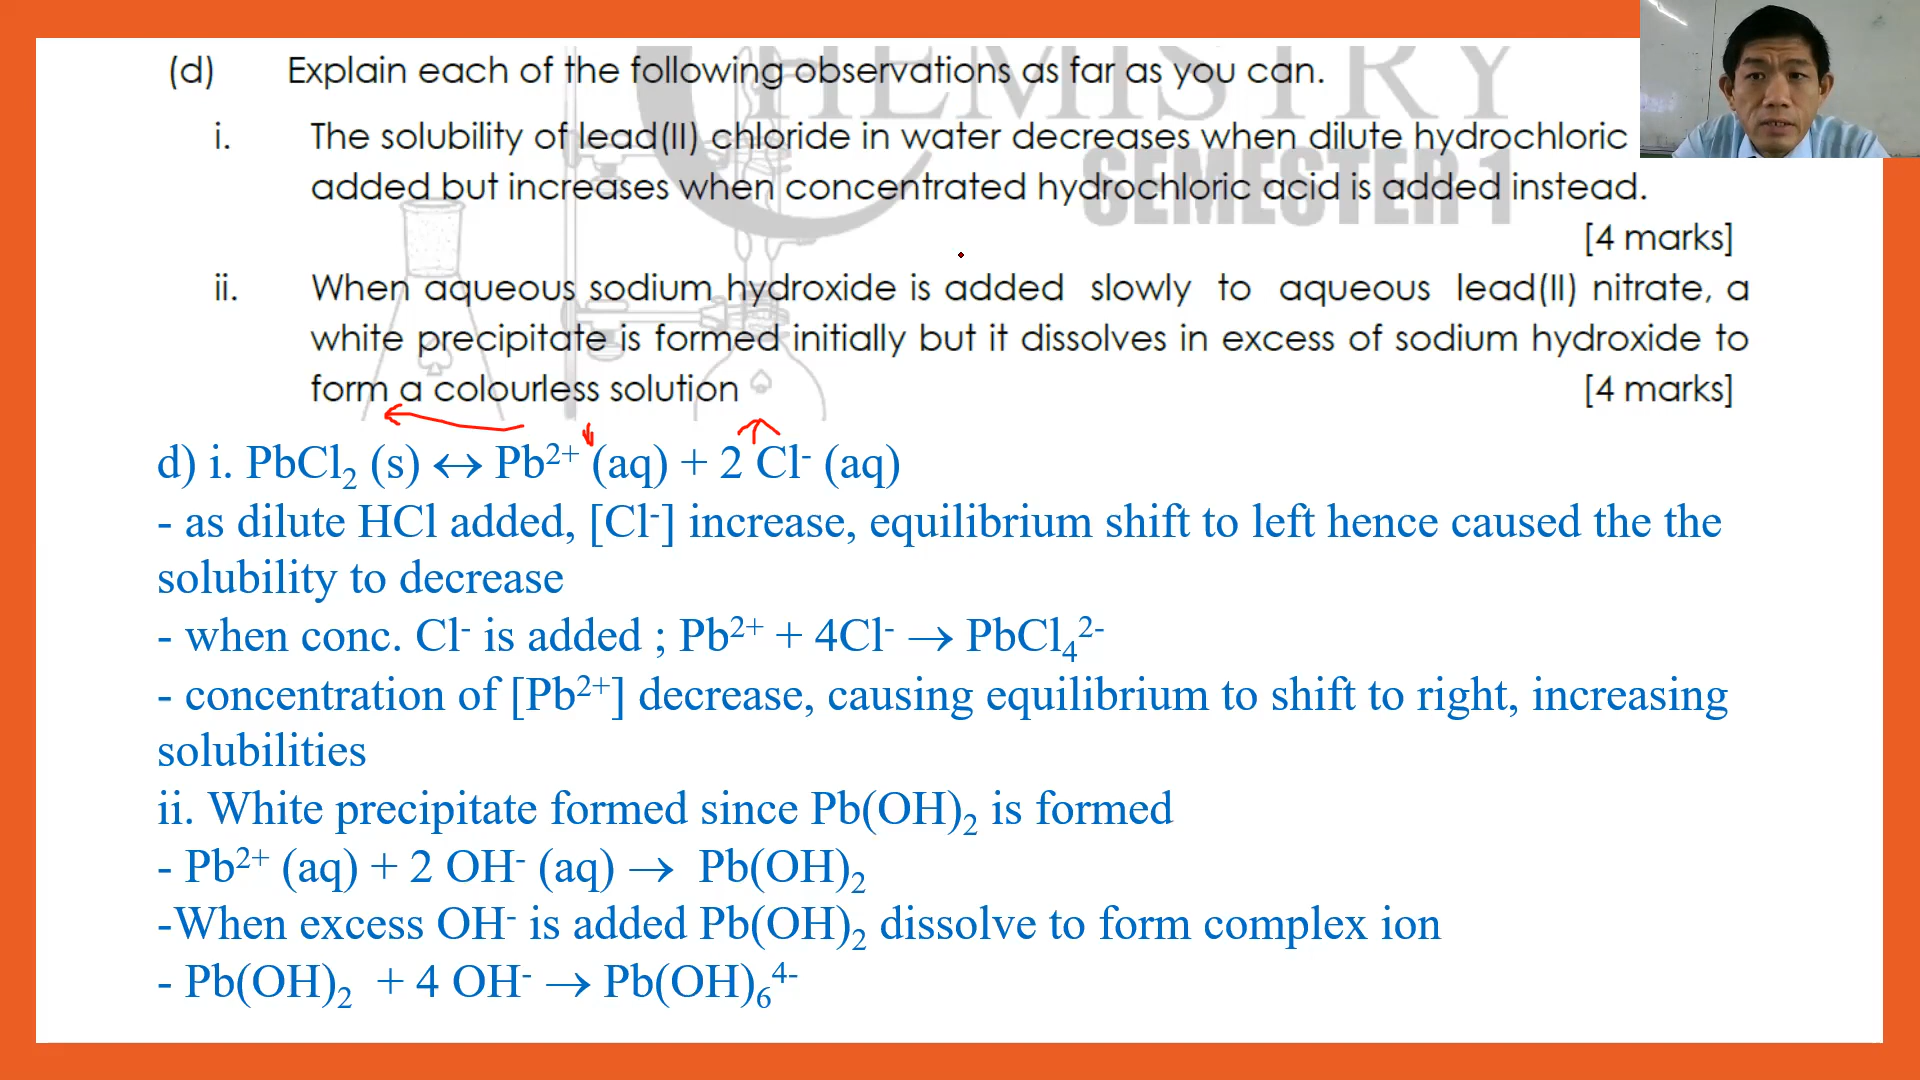 CHEMISTRY
SEMESTER 1
(d) Explain each of the following observations as far as you can.
i. The solubility of lead(II) chloride in water decreases when dilute hydrochloric
added but increases when concentrated hydrochloric acid is added instead.
[4 marks]
ii. When aqueous sodium hydroxide is added slowly to aqueous lead(II) nitrate, a
white precipitate is formed initially but it dissolves in excess of sodium hydroxide to
form a colourless solution [4 marks]
d) i. PbCl₂ (s) ↔ Pb²⁺ (aq) + 2 Cl⁻ (aq)
- as dilute HCl added, [Cl⁻] increase, equilibrium shift to left hence caused the the
solubility to decrease
- when conc. Cl⁻ is added ; Pb²⁺ + 4Cl⁻ → PbCl₄²⁻
- concentration of [Pb²⁺] decrease, causing equilibrium to shift to right, increasing
solubilities
ii. White precipitate formed since Pb(OH)₂ is formed
- Pb²⁺ (aq) + 2 OH⁻ (aq) → Pb(OH)₂
-When excess OH⁻ is added Pb(OH)₂ dissolve to form complex ion
- Pb(OH)₂ + 4 OH⁻ → Pb(OH)₆⁴⁻